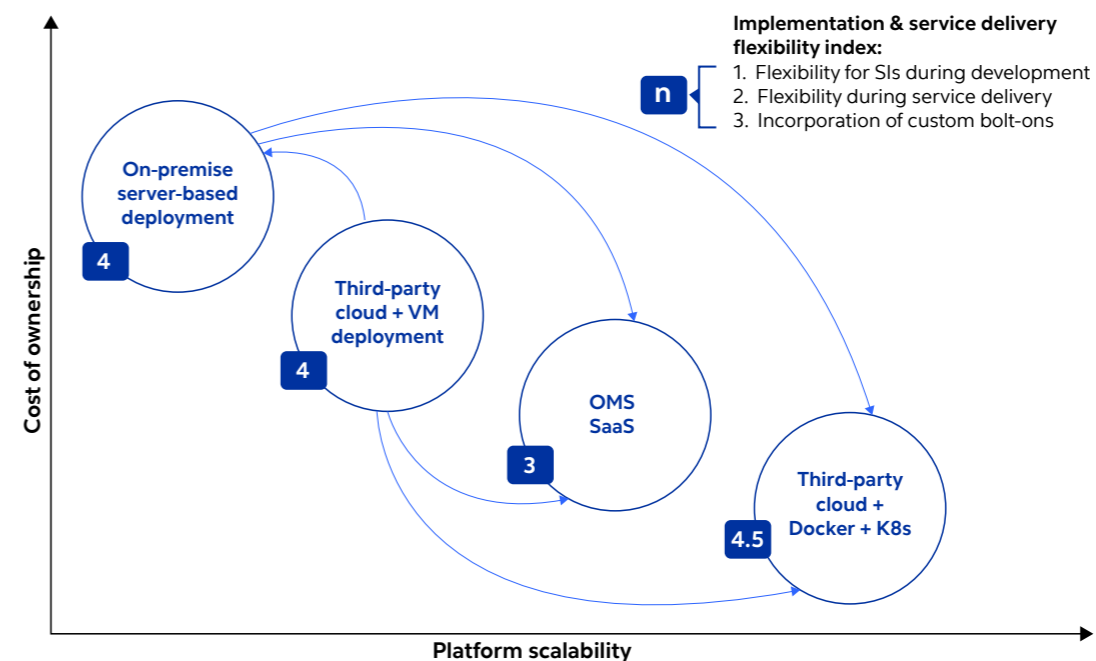 Implementation & service delivery
flexibility index:
n
1. Flexibility for SIs during development
2. Flexibility during service delivery
3. Incorporation of custom bolt-ons
On-premise
server-based
deployment
4
Third-party
cloud + VM
deployment
4
OMS
SaaS
3
Third-party
cloud +
Docker + K8s
4.5
Cost of ownership
Platform scalability